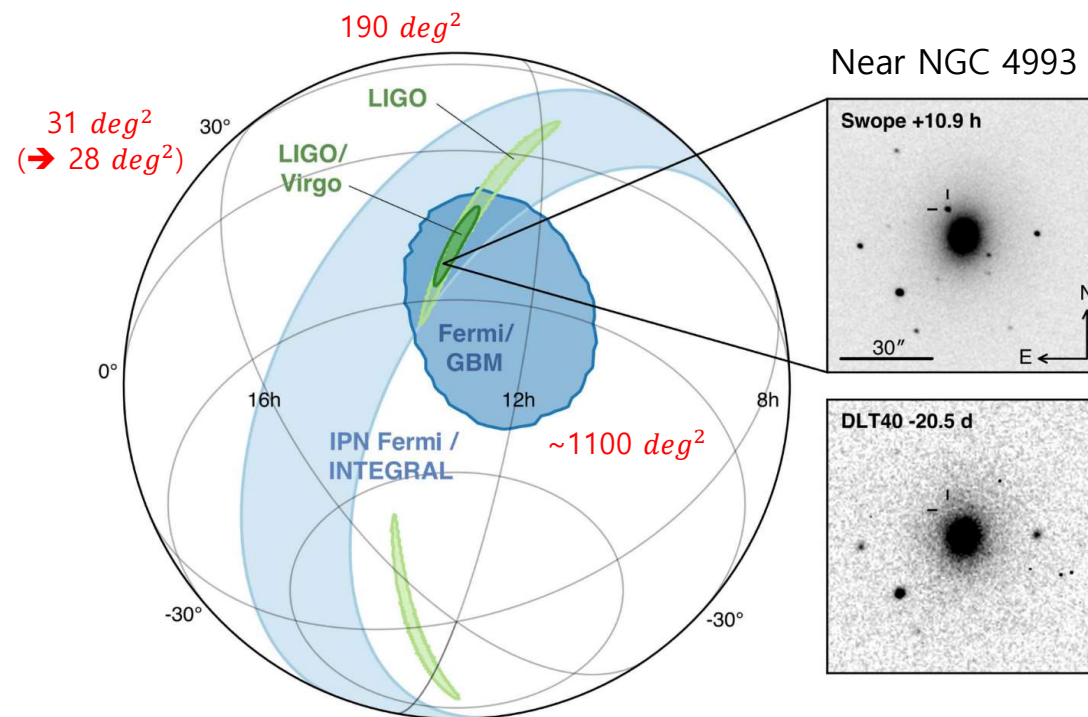 190 deg²
Near NGC 4993
LIGO
31 deg²
(➔ 28 deg²)
30°
LIGO/
Virgo
Swope +10.9 h
N
30″
E
Fermi/
GBM
0°
16h
12h
8h
IPN Fermi /
INTEGRAL
~1100 deg²
DLT40 -20.5 d
-30°
-30°